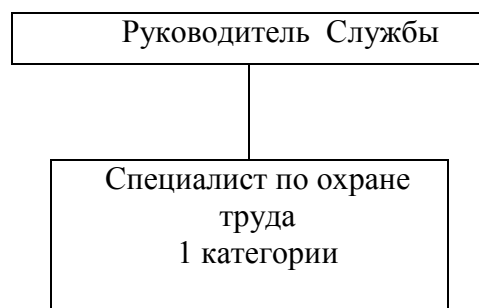 Руководитель Службы
Специалист по охране
труда
1 категории